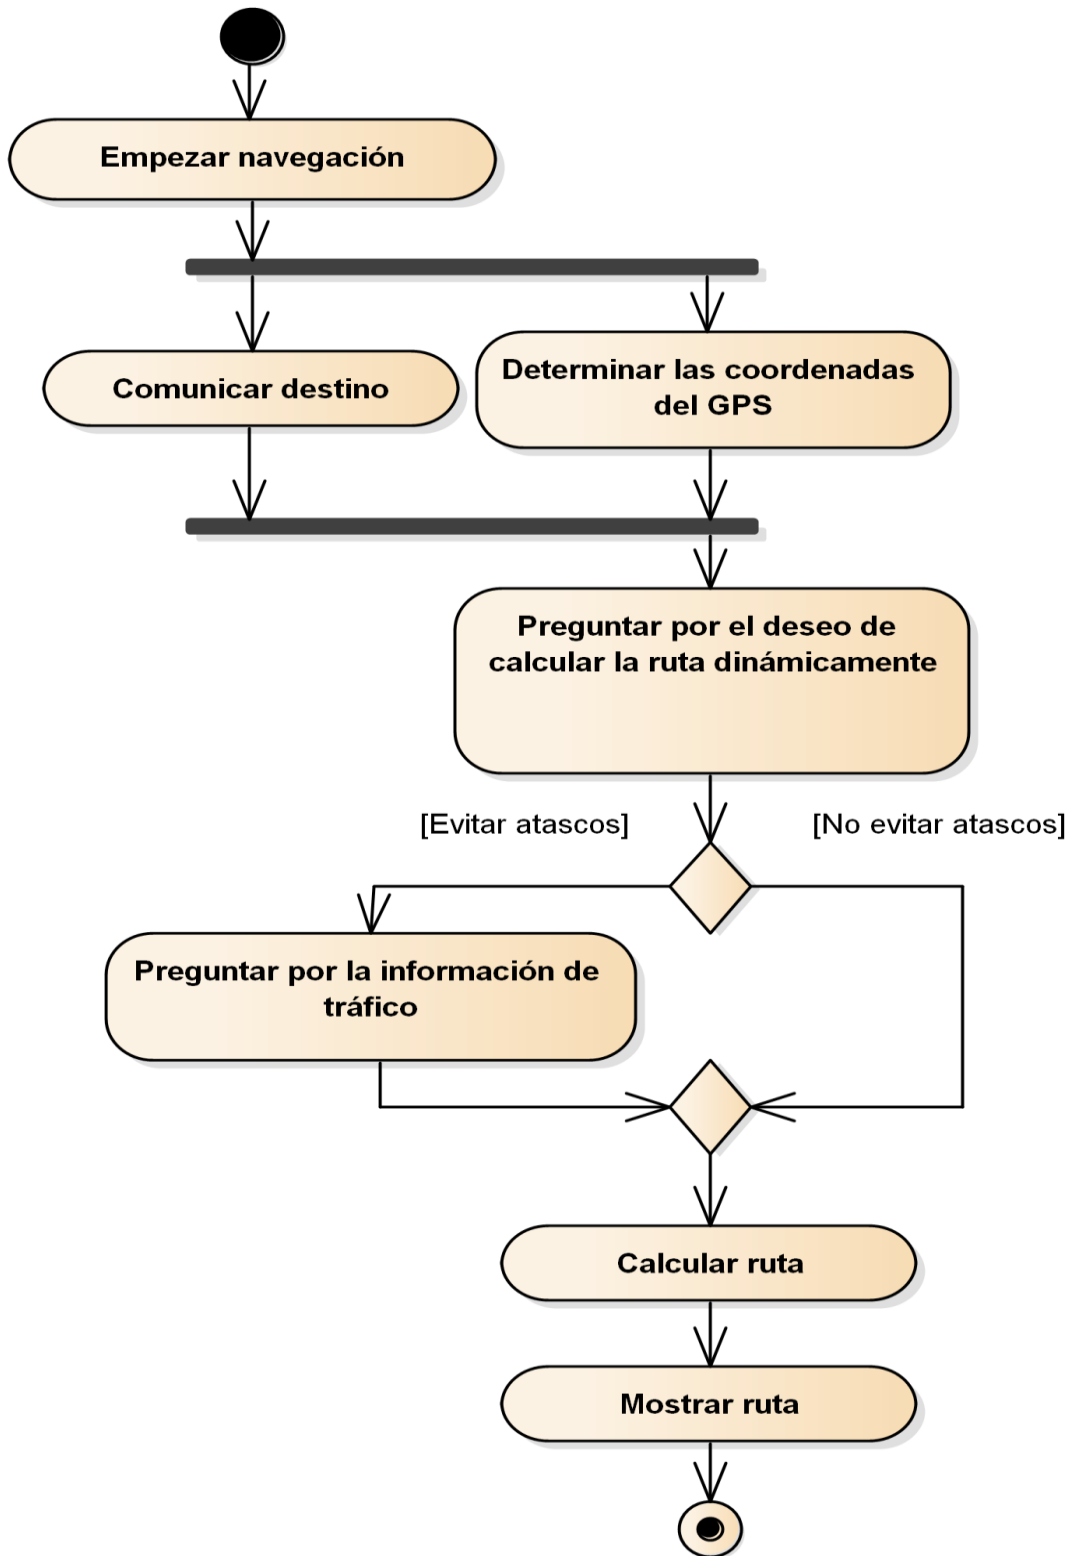 Empezar navegación
Comunicar destino
Determinar las coordenadas
del GPS
Preguntar por el deseo de
calcular la ruta dinámicamente
[Evitar atascos]
[No evitar atascos]
Preguntar por la información de
tráfico
Calcular ruta
Mostrar ruta